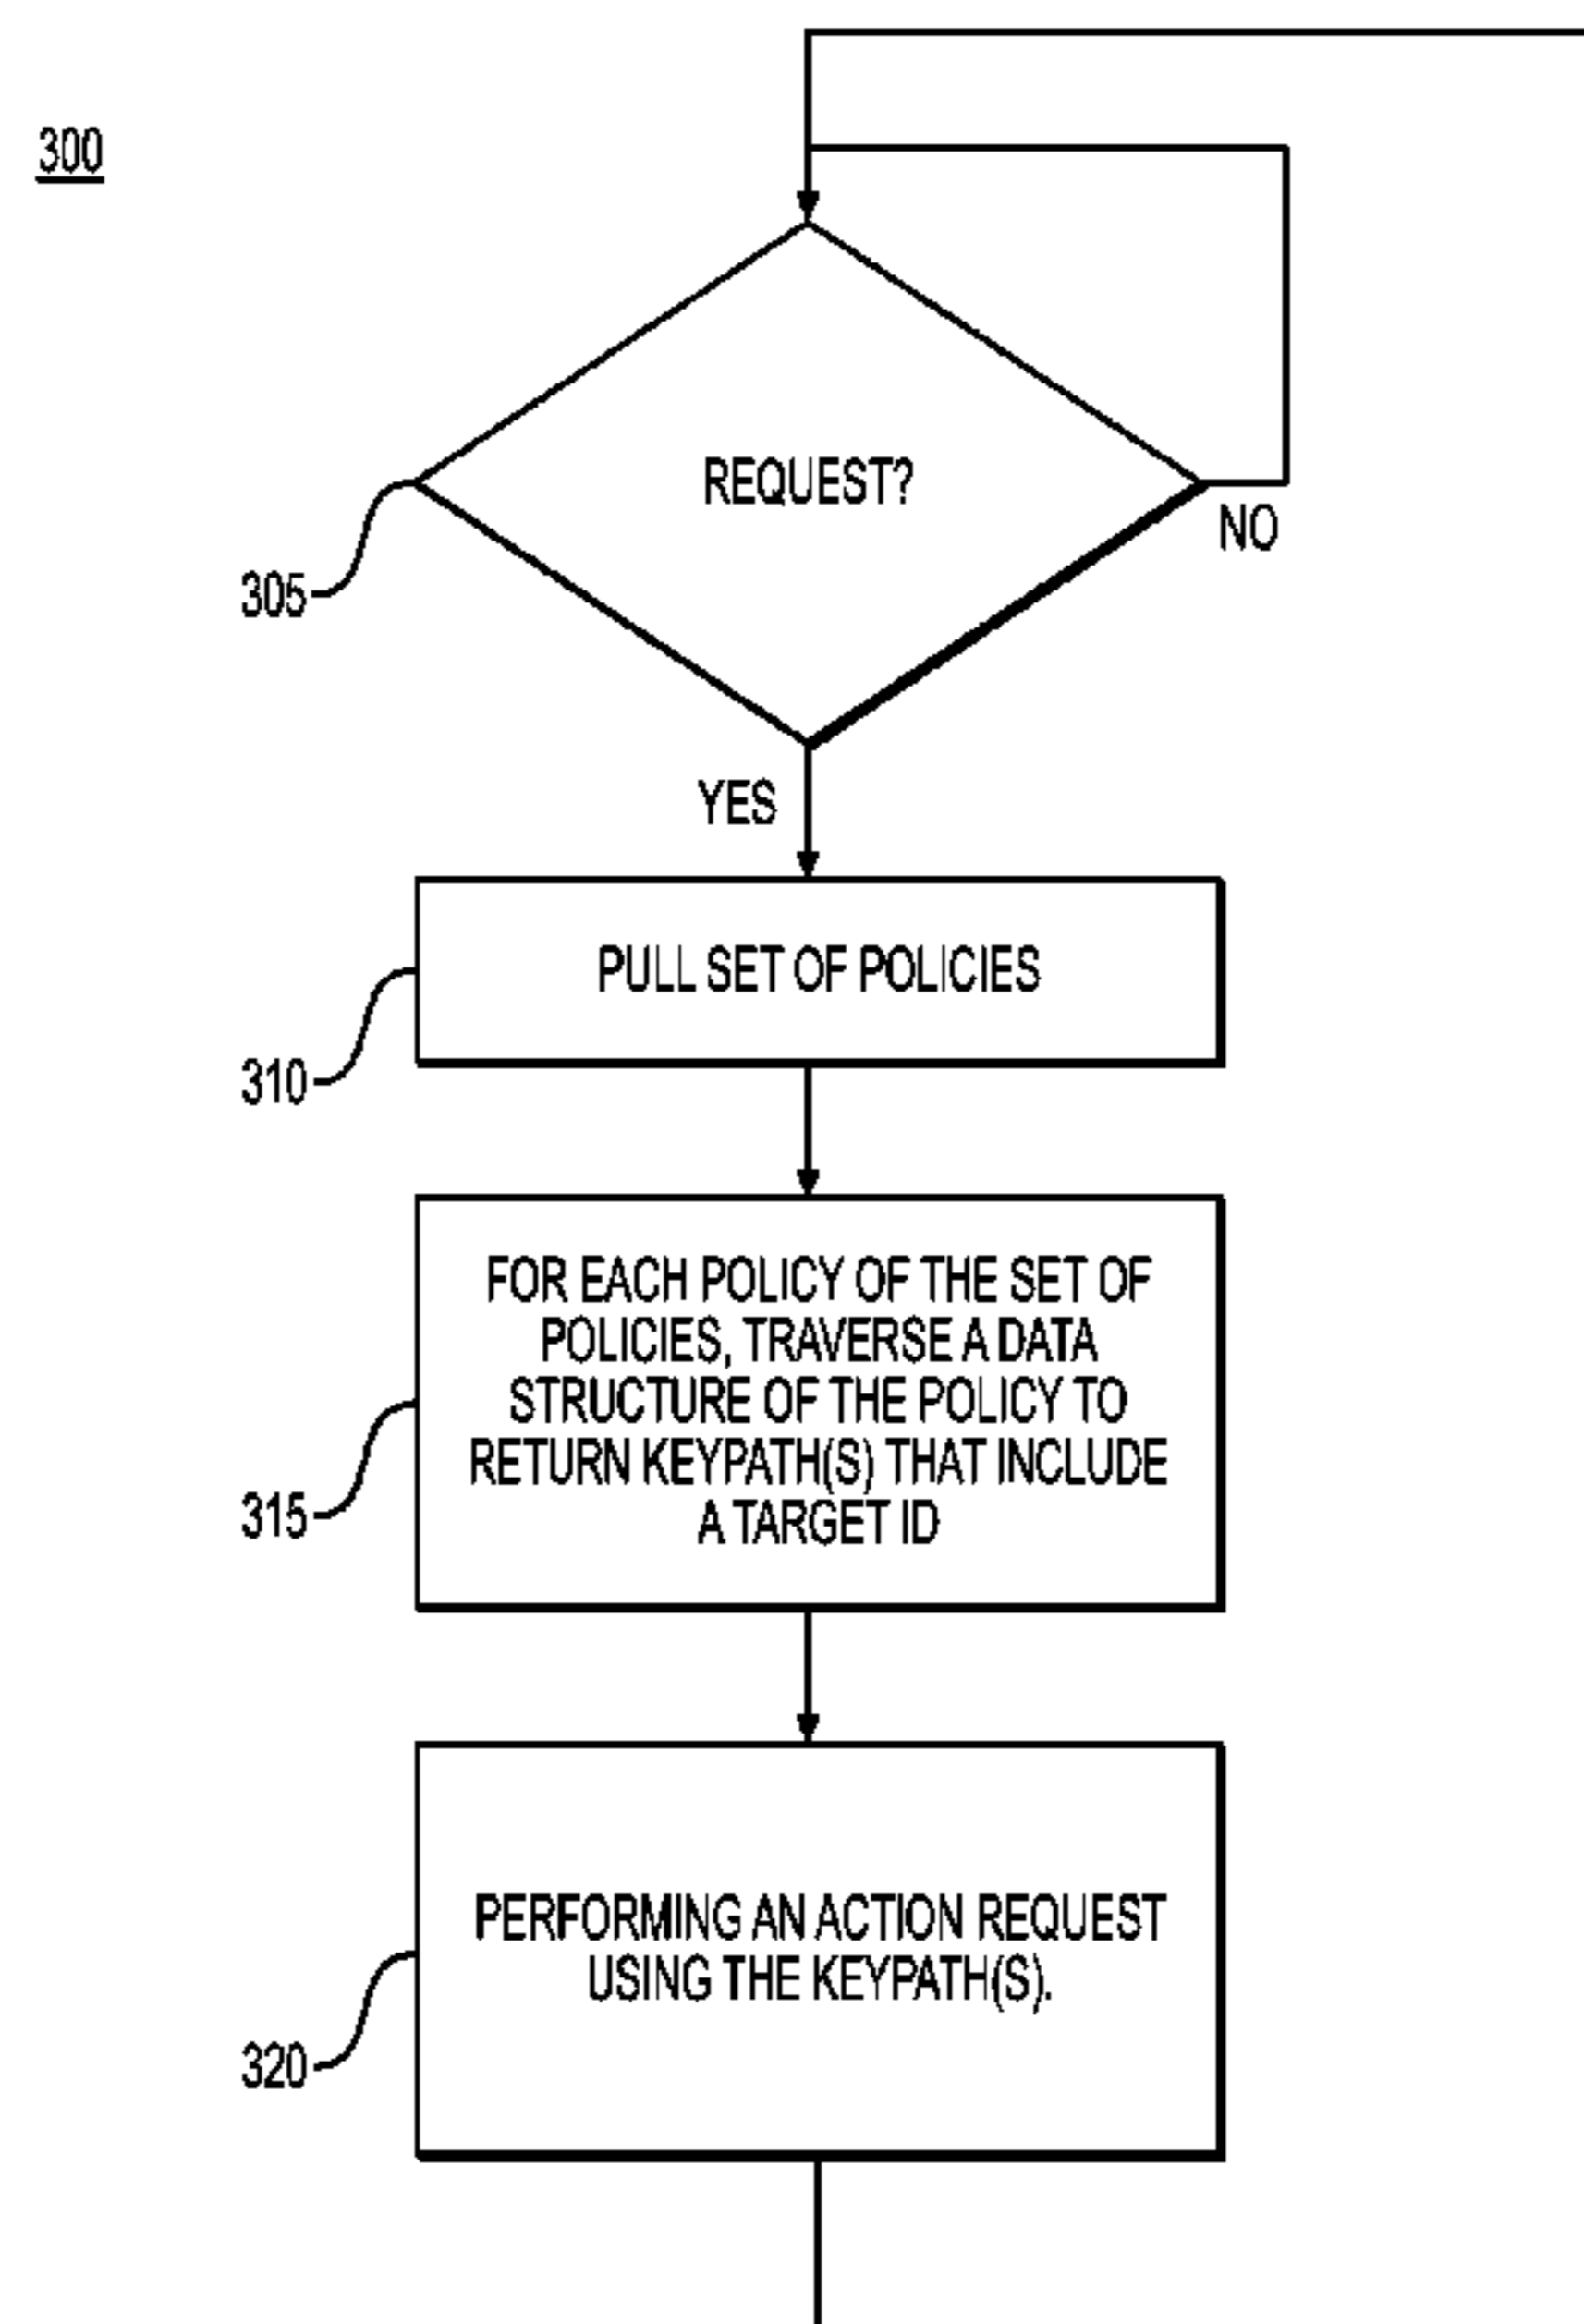 300
REQUEST?
NO
305
YES
PULL SET OF POLICIES
310
FOR EACH POLICY OF THE SET OF
POLICIES, TRAVERSE A DATA
STRUCTURE OF THE POLICY TO
RETURN KEYPATH(S) THAT INCLUDE
A TARGET ID
315
PERFORMING AN ACTION REQUEST
USING THE KEYPATH(S).
320